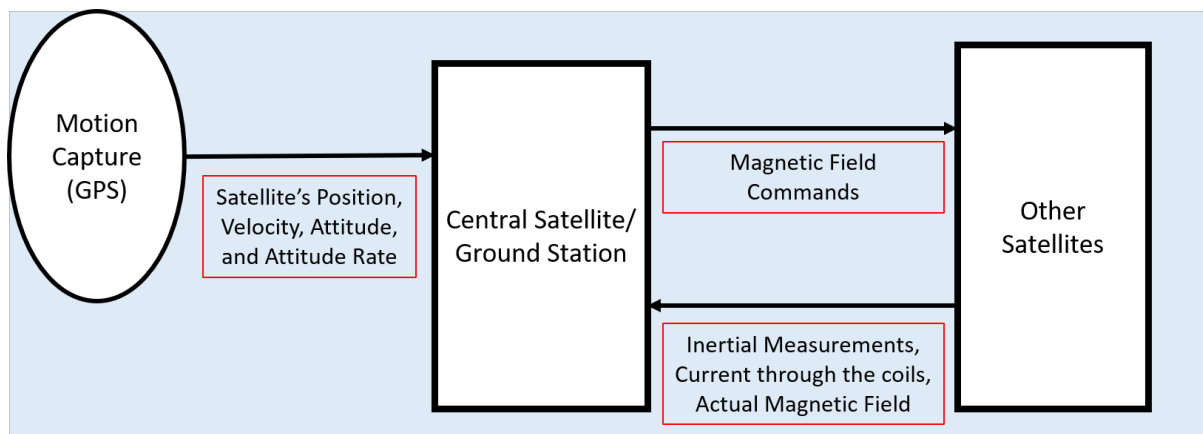 Motion
Capture
(GPS)
Satellite's Position,
Velocity, Attitude,
and Attitude Rate
Central Satellite/
Ground Station
Magnetic Field
Commands
Inertial Measurements,
Current through the coils,
Actual Magnetic Field
Other
Satellites